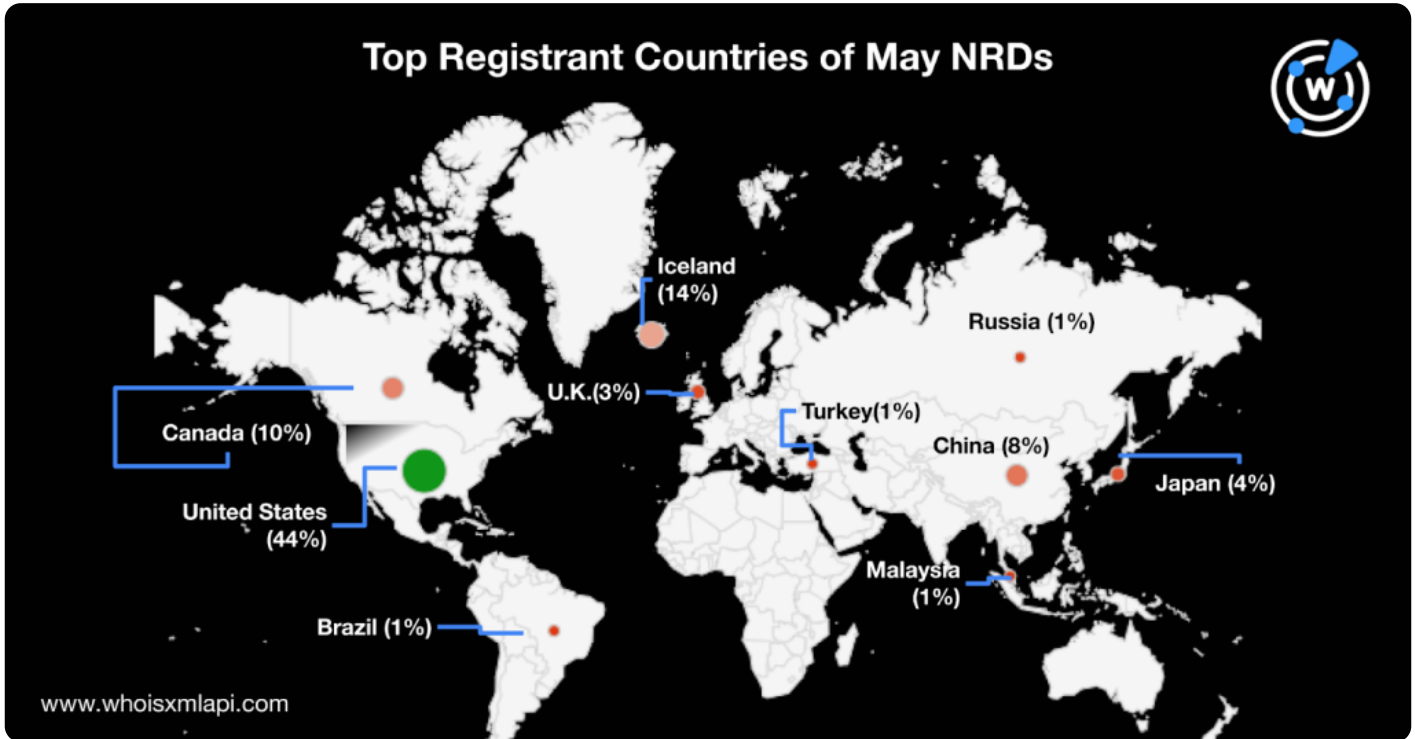 Top Registrant Countries of May NRDs
W
Iceland
(14%)
Russia (1%)
U.K.(3%)
Turkey(1%)
Canada (10%)
China (8%)
Japan (4%)
United States
(44%)
Malaysia
(1%)
Brazil (1%)
www.whoisxmlapi.com